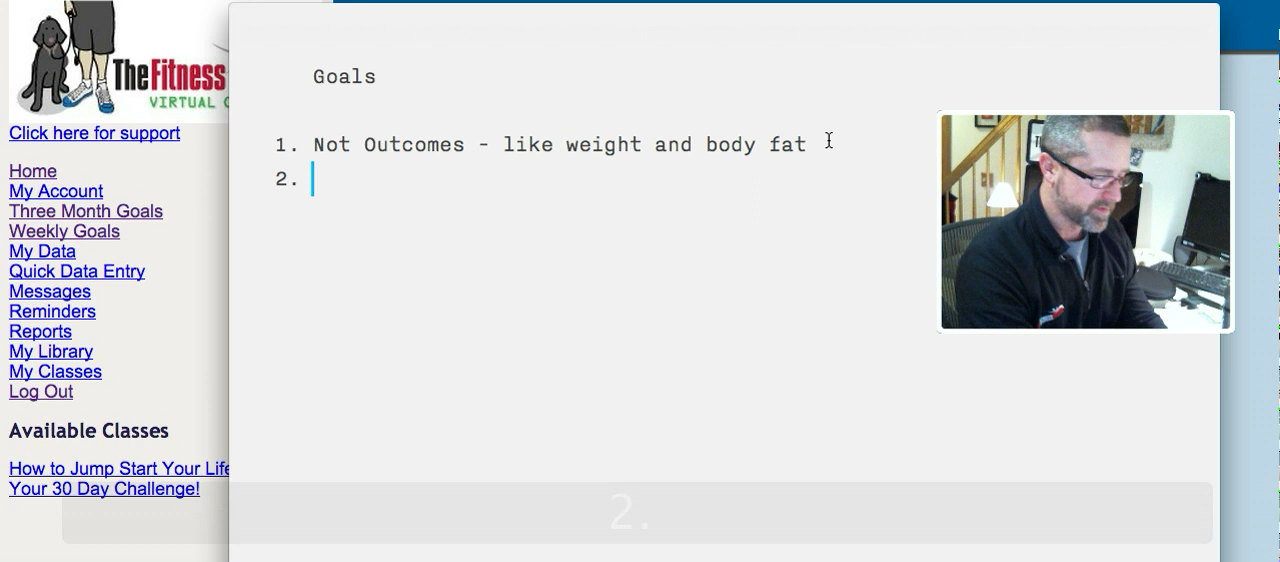 TheFitness
VIRTUAL
Click here for support
Home
My Account
Three Month Goals
Weekly Goals
My Data
Quick Data Entry
Messages
Reminders
Reports
My Library
My Classes
Log Out
Available Classes
How to Jump Start Your Life
Your 30 Day Challenge!
Goals
1. Not Outcomes - like weight and body fat
2.
2.